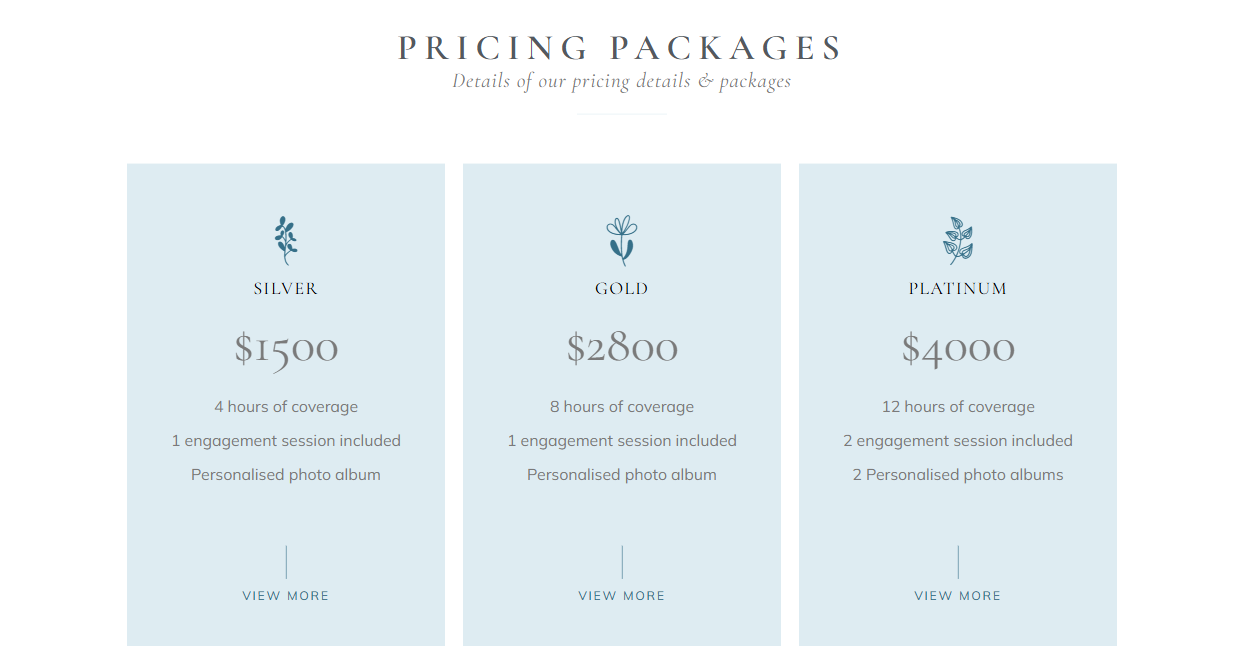 PRICING PACKAGES
Details of our pricing details & packages
SILVER
$1500
4 hours of coverage
1 engagement session included
Personalised photo album
VIEW MORE
GOLD
$2800
8 hours of coverage
1 engagement session included
Personalised photo album
VIEW MORE
PLATINUM
$4000
12 hours of coverage
2 engagement session included
2 Personalised photo albums
VIEW MORE